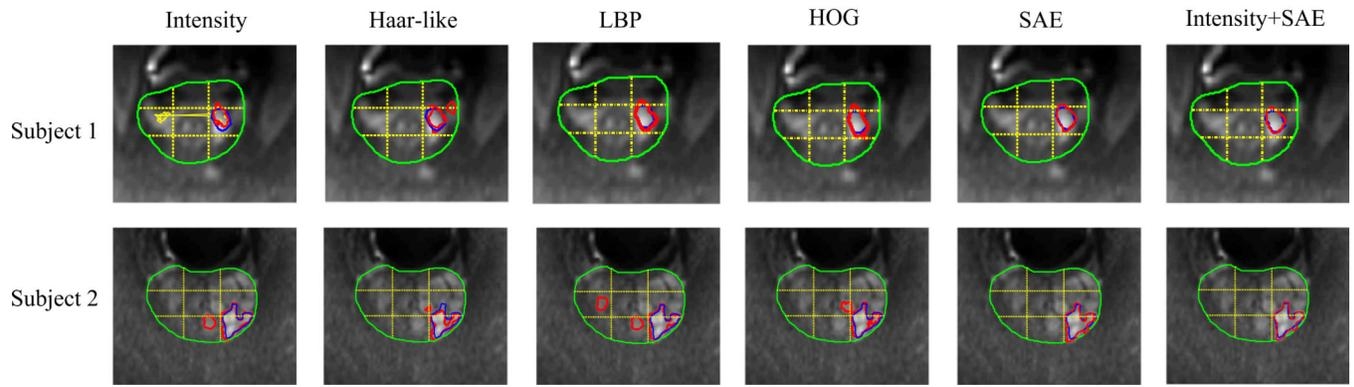 Intensity Haar-like LBP HOG SAE Intensity+SAE
Subject 1
Subject 2